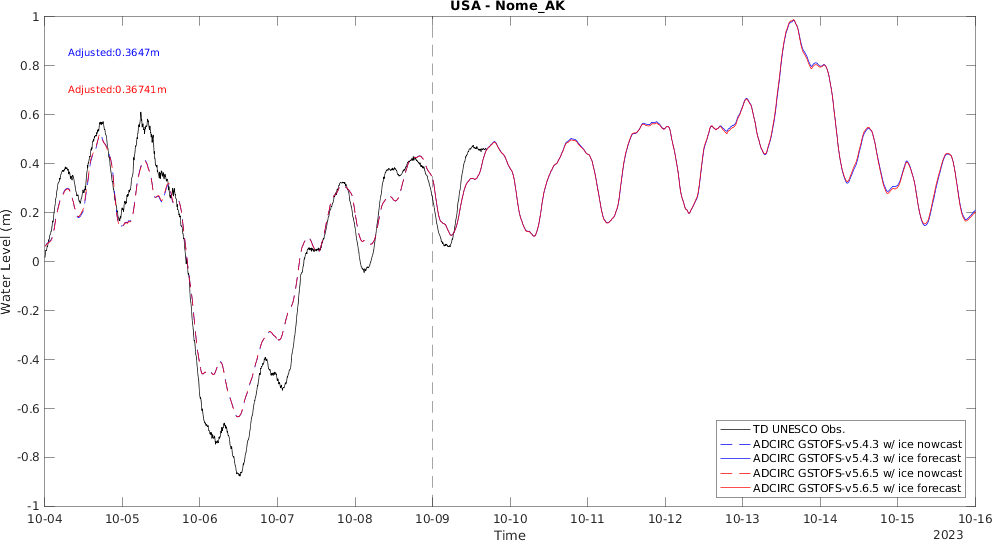 USA - Nome_AK
Adjusted:0.3647m
Adjusted:0.36741m
Water Level (m)
1
0.8
0.6
0.4
0.2
0
-0.2
-0.4
-0.6
-0.8
-1
TD UNESCO Obs.
ADCIRC GSTOFS-v5.4.3 w/ ice nowcast
ADCIRC GSTOFS-v5.4.3 w/ ice forecast
ADCIRC GSTOFS-v5.6.5 w/ ice nowcast
ADCIRC GSTOFS-v5.6.5 w/ ice forecast
10-04 10-05 10-06 10-07 10-08 10-09 10-10 10-11 10-12 10-13 10-14 10-15 10-16
Time
2023